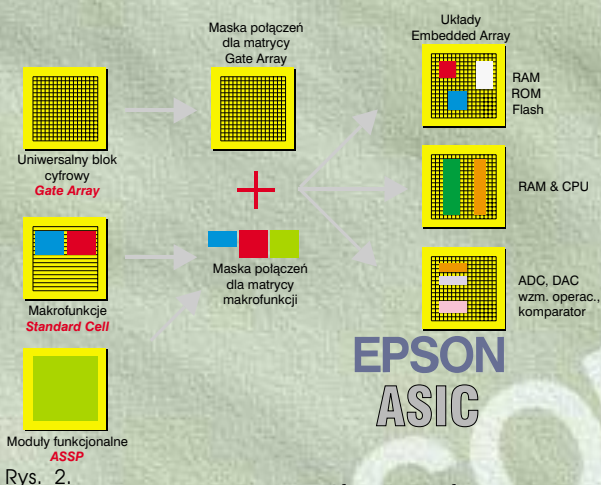 Maska połączeń
dla matrycy
Gate Array
Układy
Embedded Array
RAM
ROM
Flash
Uniwersalny blok
cyfrowy
Gate Array
RAM & CPU
Maska połączeń
dla matrycy
makrofunkcji
Makrofunkcje
Standard Cell
ADC, DAC
wzm. operac.,
komparator
EPSON
ASIC
Moduły funkcjonalne
ASSP
Rys. 2.